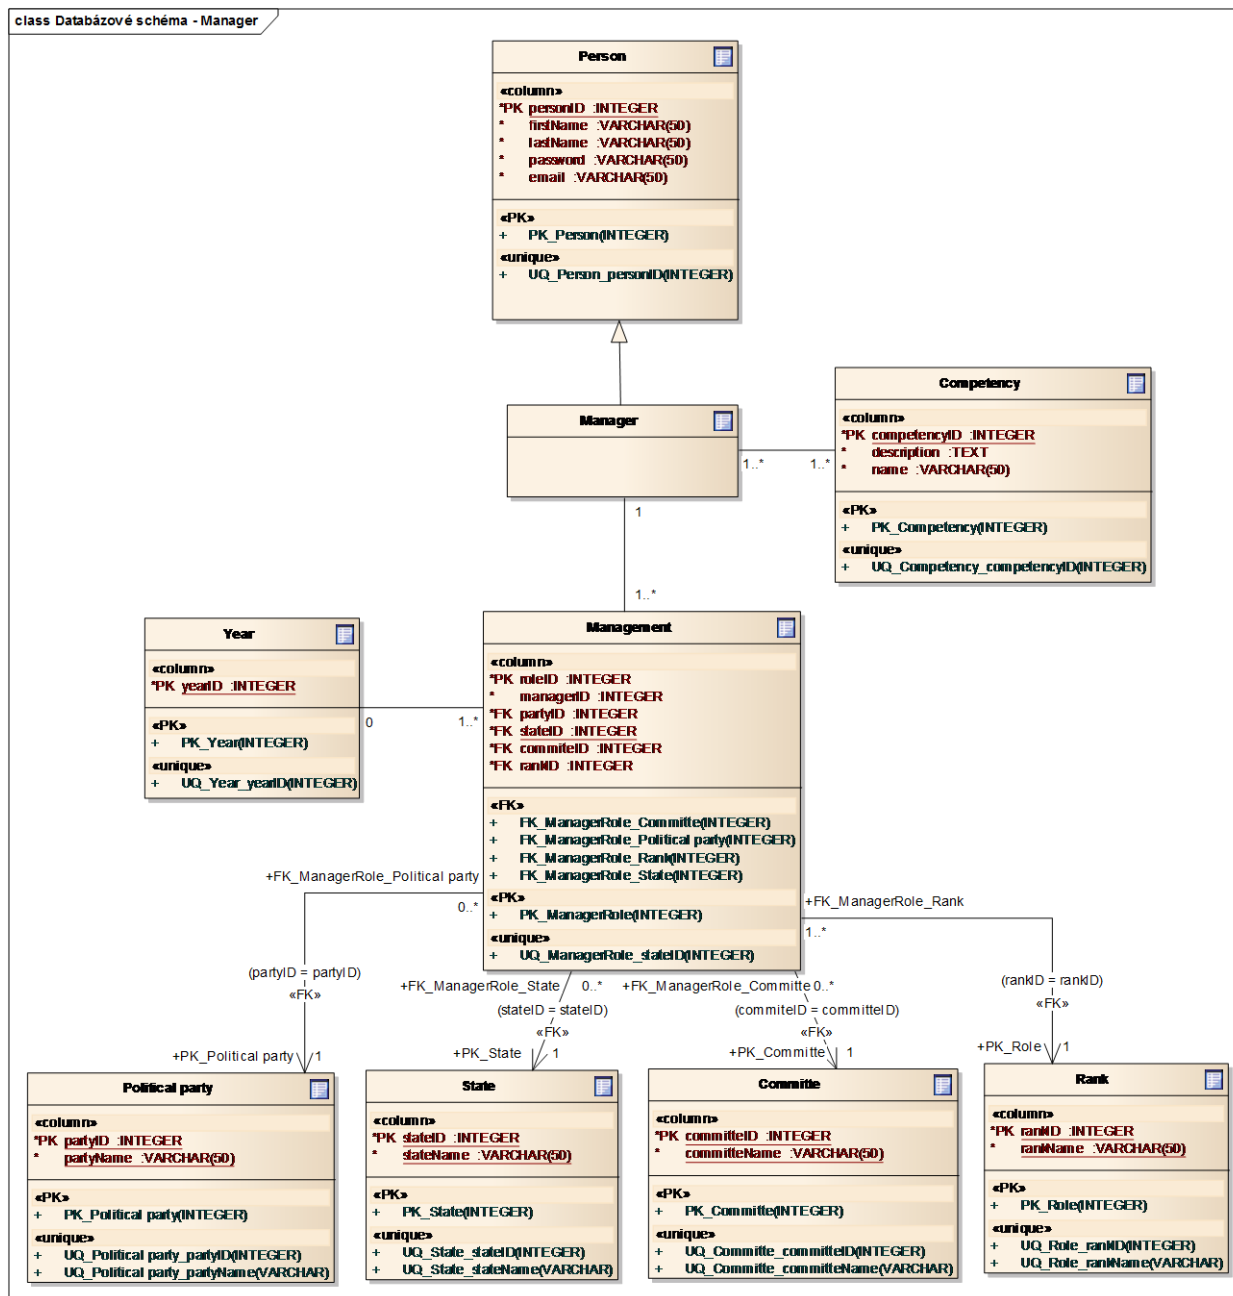 class Databázové schéma - Manager
Person
«column»
*PK personID :INTEGER
* firstName :VARCHAR(50)
* lastName :VARCHAR(50)
* password :VARCHAR(50)
* email :VARCHAR(50)
«PK»
+ PK_Person(INTEGER)
«unique»
+ UQ_Person_personID(INTEGER)
Manager
1..*
1..*
1
1..*
Competency
«column»
*PK competencyID :INTEGER
* description :TEXT
* name :VARCHAR(50)
«PK»
+ PK_Competency(INTEGER)
«unique»
+ UQ_Competency_competencyID(INTEGER)
Year
«column»
*PK yearID :INTEGER
«PK»
+ PK_Year(INTEGER)
«unique»
+ UQ_Year_yearID(INTEGER)
0
1..*
Management
«column»
*PK roleID :INTEGER
* managerID :INTEGER
*FK partyID :INTEGER
*FK stateID :INTEGER
*FK commiteID :INTEGER
*FK rankID :INTEGER
«FK»
+ FK_ManagerRole_Committe(INTEGER)
+ FK_ManagerRole_Political party(INTEGER)
+ FK_ManagerRole_Rank(INTEGER)
+ FK_ManagerRole_State(INTEGER)
«PK»
+ PK_ManagerRole(INTEGER)
«unique»
+ UQ_ManagerRole_stateID(INTEGER)
+FK_ManagerRole_Political party
0..*
(partyID = partyID)
«FK»
+PK_Political party
1
+FK_ManagerRole_State
0..*
(stateID = stateID)
«FK»
+PK_State
1
+FK_ManagerRole_Committe
0..*
(commiteID = committeID)
«FK»
+PK_Committe
1
+FK_ManagerRole_Rank
1..*
(rankID = rankID)
«FK»
+PK_Role
1
Political party
«column»
*PK partyID :INTEGER
* partyName :VARCHAR(50)
«PK»
+ PK_Political party(INTEGER)
«unique»
+ UQ_Political party_partyID(INTEGER)
+ UQ_Political party_partyName(VARCHAR)
State
«column»
*PK stateID :INTEGER
* stateName :VARCHAR(50)
«PK»
+ PK_State(INTEGER)
«unique»
+ UQ_State_stateID(INTEGER)
+ UQ_State_stateName(VARCHAR)
Committe
«column»
*PK committeID :INTEGER
* committeName :VARCHAR(50)
«PK»
+ PK_Committe(INTEGER)
«unique»
+ UQ_Committe_committeID(INTEGER)
+ UQ_Committe_committeName(VARCHAR)
Rank
«column»
*PK rankID :INTEGER
* rankName :VARCHAR(50)
«PK»
+ PK_Role(INTEGER)
«unique»
+ UQ_Role_rankID(INTEGER)
+ UQ_Role_rankName(VARCHAR)